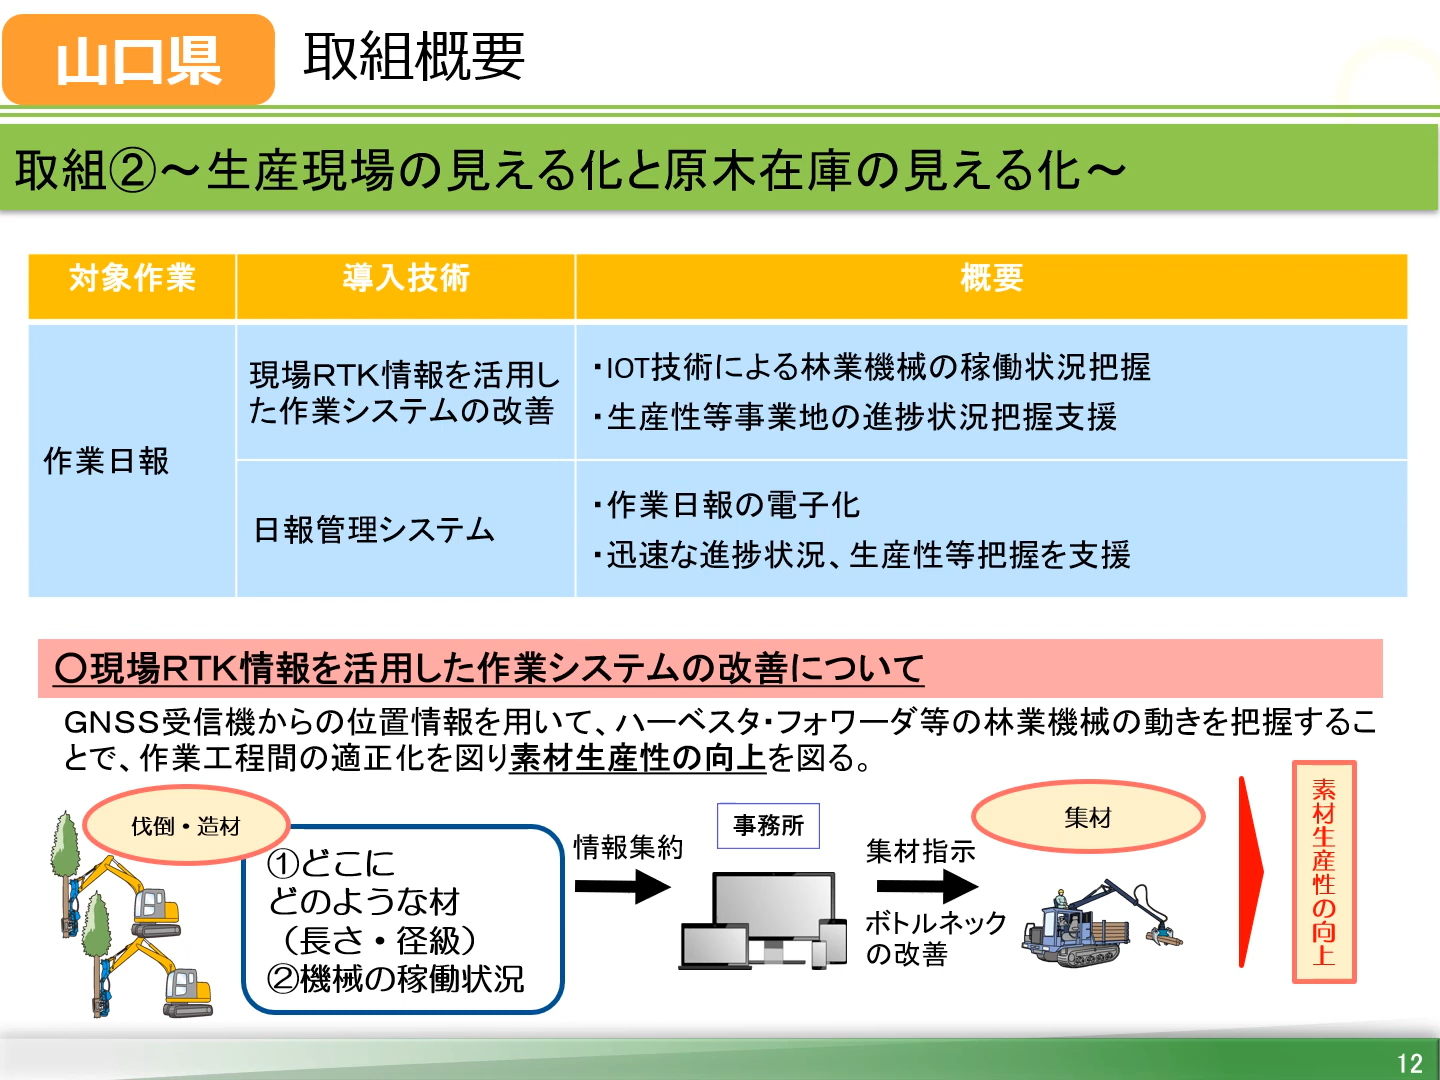 山口県
取組概要
取組②～生産現場の見える化と原木在庫の見える化～
対象作業
導入技術
概要
作業日報
現場RTK情報を活用し
た作業システムの改善
・IOT技術による林業機械の稼働状況把握
・生産性等事業地の進捗状況把握支援
日報管理システム
・作業日報の電子化
・迅速な進捗状況、生産性等把握を支援
〇現場RTK情報を活用した作業システムの改善について
GNSS受信機からの位置情報を用いて、ハーベスタ・フォワーダ等の林業機械の動きを把握するこ
とで、作業工程間の適正化を図り素材生産性の向上を図る。
伐倒・造材
①どこに
どのような材
（長さ・径級）
②機械の稼働状況
情報集約
事務所
集材指示
ボトルネック
の改善
集材
素材生産性の向上
12